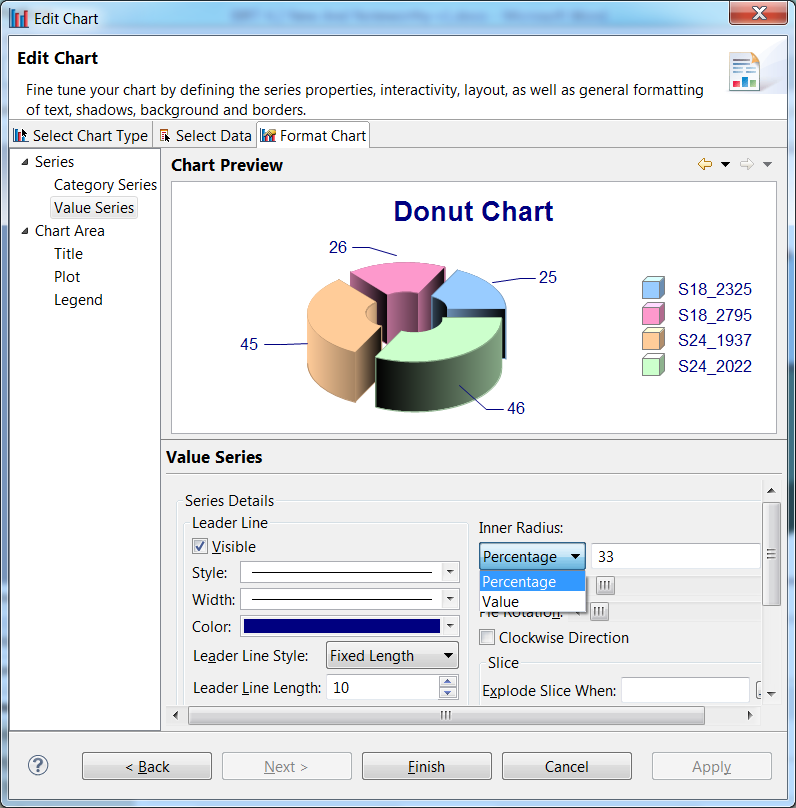 Edit Chart
Edit Chart
Fine tune your chart by defining the series properties, interactivity, layout, as well as general formatting
of text, shadows, background and borders.
Select Chart Type
Select Data
Format Chart
Series
Category Series
Value Series
Chart Area
Title
Plot
Legend
Chart Preview
Donut Chart
26
25
45
46
S18_2325
S18_2795
S24_1937
S24_2022
Value Series
Series Details
Leader Line
Visible
Style:
Width:
Color:
Leader Line Style: Fixed Length
Leader Line Length: 10
Inner Radius:
Percentage 33
Percentage
Value
Pie Rotation:
Clockwise Direction
Slice
Explode Slice When:
?
< Back
Next >
Finish
Cancel
Apply